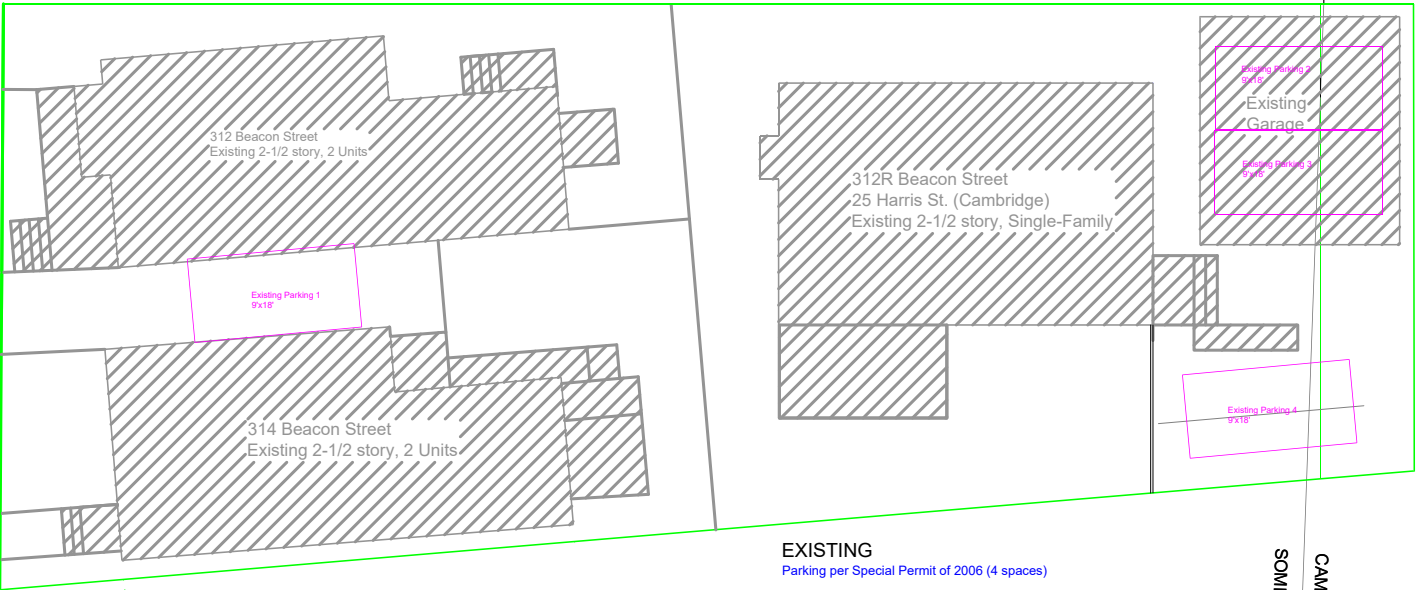 312 Beacon Street
Existing 2-1/2 story, 2 Units
Existing Parking 1
9'x18'
314 Beacon Street
Existing 2-1/2 story, 2 Units
312R Beacon Street
25 Harris St. (Cambridge)
Existing 2-1/2 story, Single-Family
Existing Parking 2
9'x18'
Existing
Garage
Existing Parking 3
9'x18'
Existing Parking 4
9'x18'
EXISTING
Parking per Special Permit of 2006 (4 spaces)
SOMI
CAM